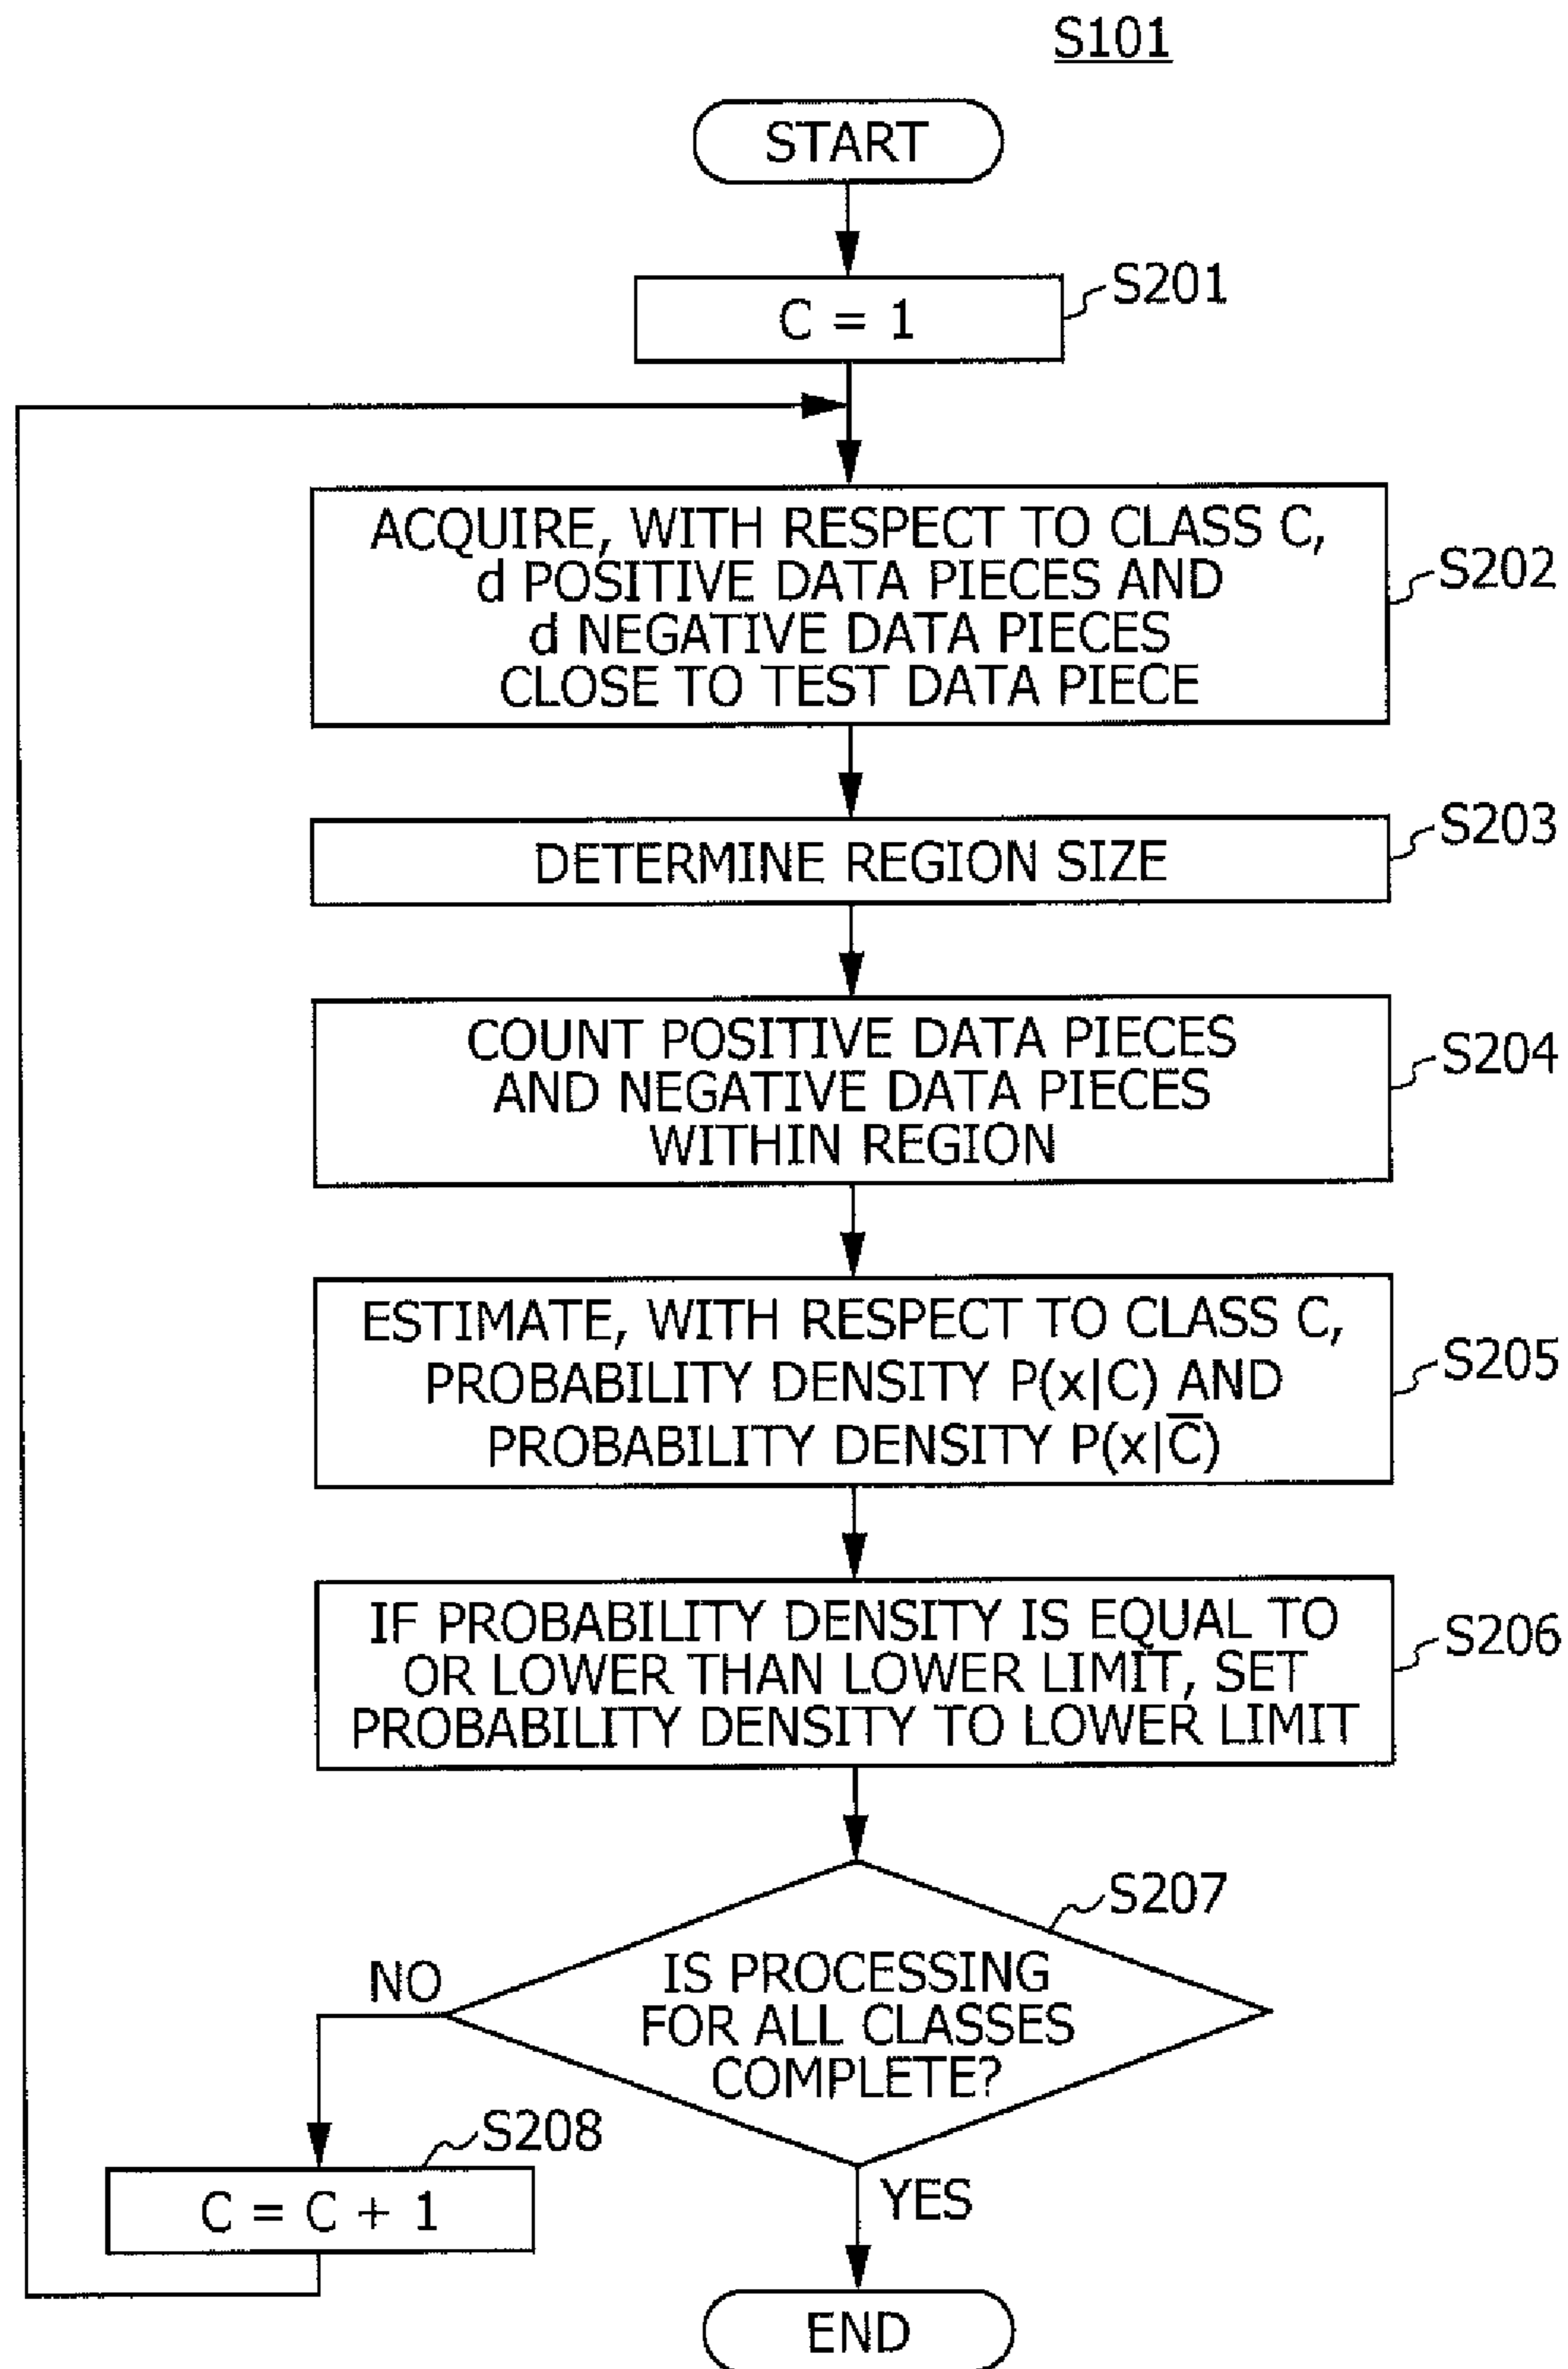 S101
START
C = 1
S201
ACQUIRE, WITH RESPECT TO CLASS C,
d POSITIVE DATA PIECES AND
d NEGATIVE DATA PIECES
CLOSE TO TEST DATA PIECE
S202
DETERMINE REGION SIZE
S203
COUNT POSITIVE DATA PIECES
AND NEGATIVE DATA PIECES
WITHIN REGION
S204
ESTIMATE, WITH RESPECT TO CLASS C,
PROBABILITY DENSITY P(x|C) AND
PROBABILITY DENSITY P(x|C̅)
S205
IF PROBABILITY DENSITY IS EQUAL TO
OR LOWER THAN LOWER LIMIT, SET
PROBABILITY DENSITY TO LOWER LIMIT
S206
S207
IS PROCESSING
FOR ALL CLASSES
COMPLETE?
NO
S208
C = C + 1
YES
END